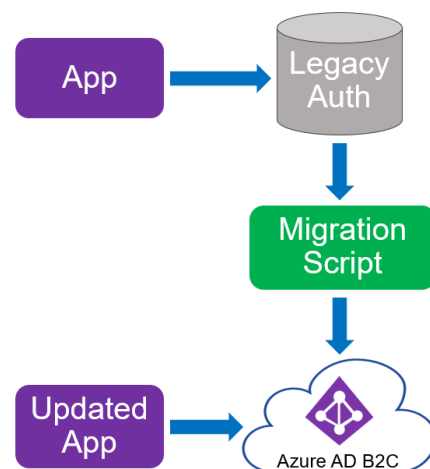 App
Legacy
Auth
Migration
Script
Updated
App
Azure AD B2C